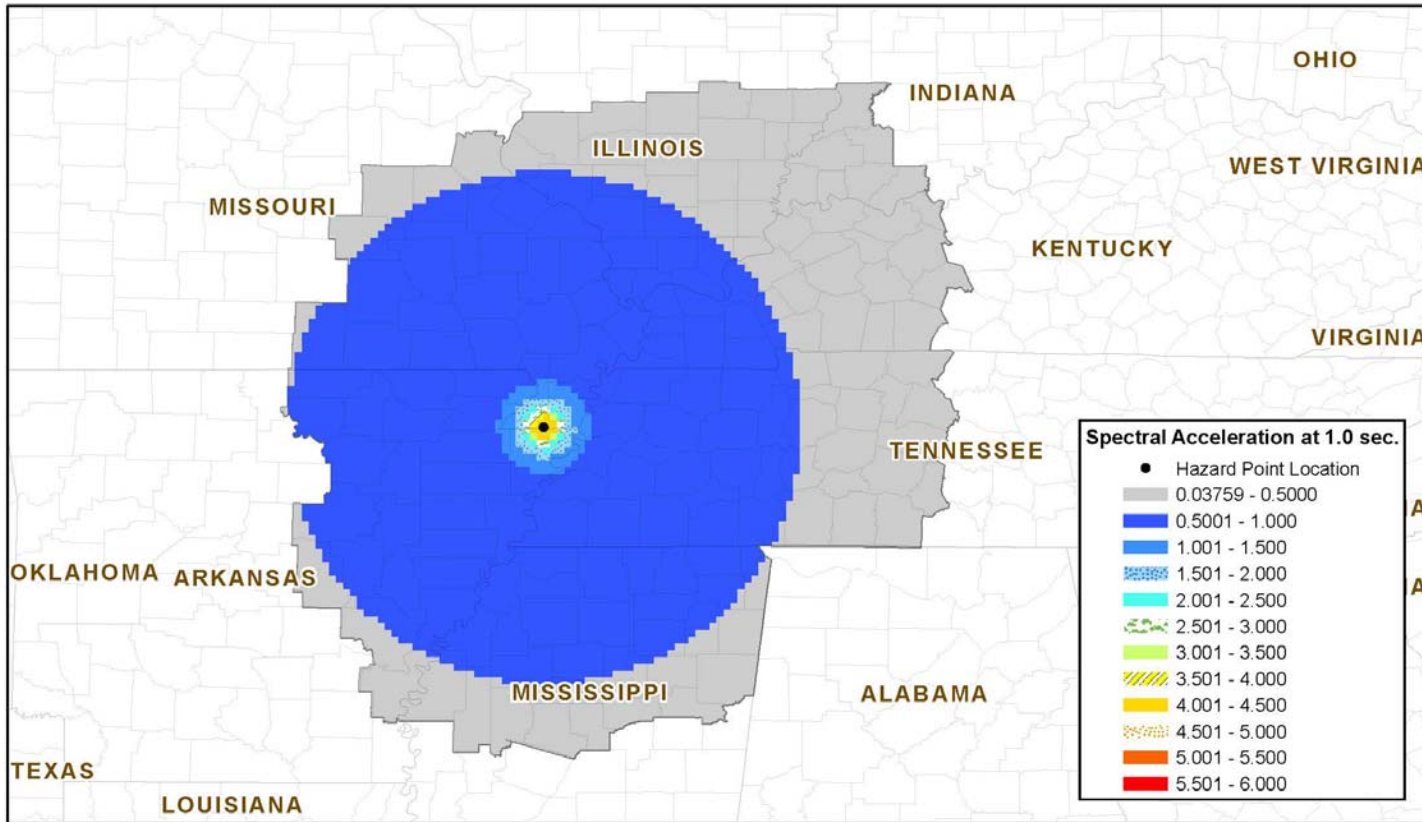 OHIO
INDIANA
ILLINOIS
WEST VIRGINIA
MISSOURI
KENTUCKY
VIRGINIA
TENNESSEE
OKLAHOMA
ARKANSAS
MISSISSIPPI
ALABAMA
TEXAS
LOUISIANA
Spectral Acceleration at 1.0 sec.
Hazard Point Location
0.03759 - 0.5000
0.5001 - 1.000
1.001 - 1.500
1.501 - 2.000
2.001 - 2.500
2.501 - 3.000
3.001 - 3.500
3.501 - 4.000
4.001 - 4.500
4.501 - 5.000
5.001 - 5.500
5.501 - 6.000